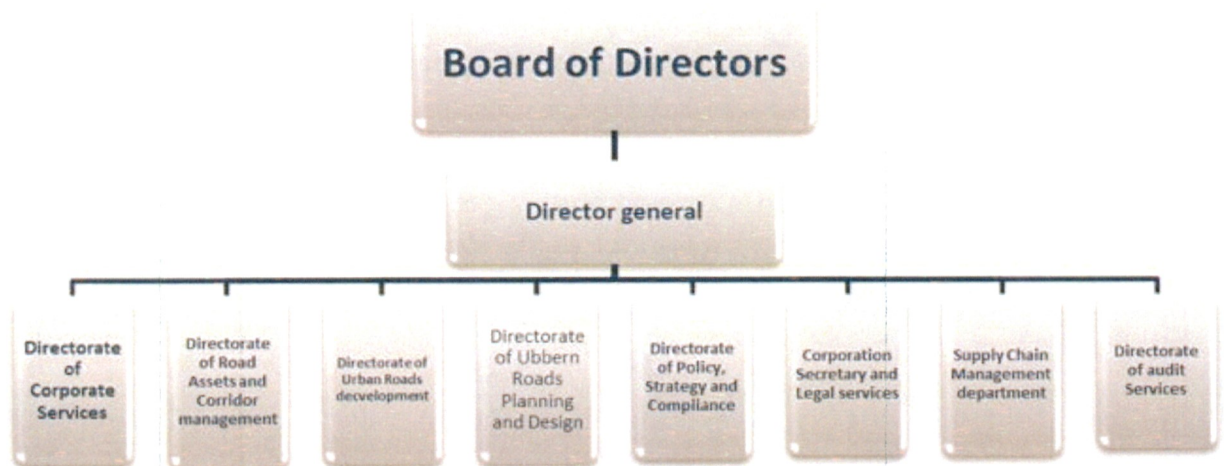 Board of Directors
Director general
Directorate
of
Corporate
Services
Directorate
of Road
Assets and
Corridor
management
Directorate of
Urban Roads
decvelopment
Directorate
of Ubbern
Roads
Planning
and Design
Directorate
of Policy,
Strategy and
Compliance
Corporation
Secretary and
Legal services
Supply Chain
Management
department
Directorate
of audit
Services